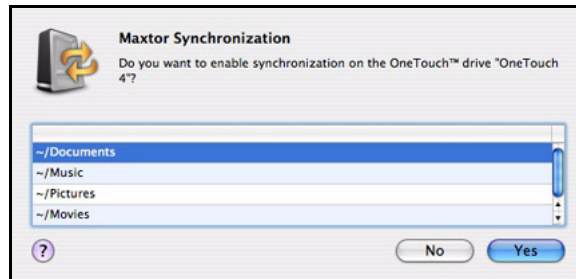 Maxtor Synchronization
Do you want to enable synchronization on the OneTouch™ drive "OneTouch
4"?
~/Documents
~/Music
~/Pictures
~/Movies
?
No
Yes